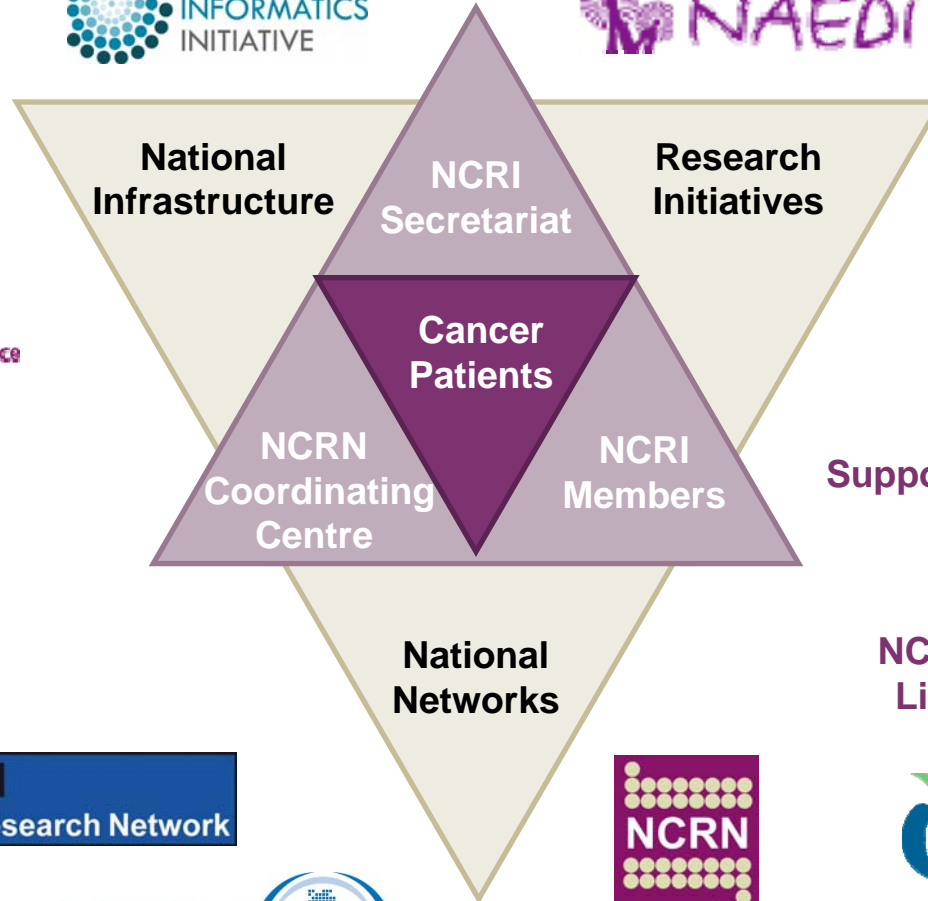 INFORMATICS
INITIATIVE
NAEDI
National
Infrastructure
NCRI
Secretariat
Research
Initiatives
Cancer
Patients
NCRN
Coordinating
Centre
NCRI
Members
National
Networks
Research Network
NCRN